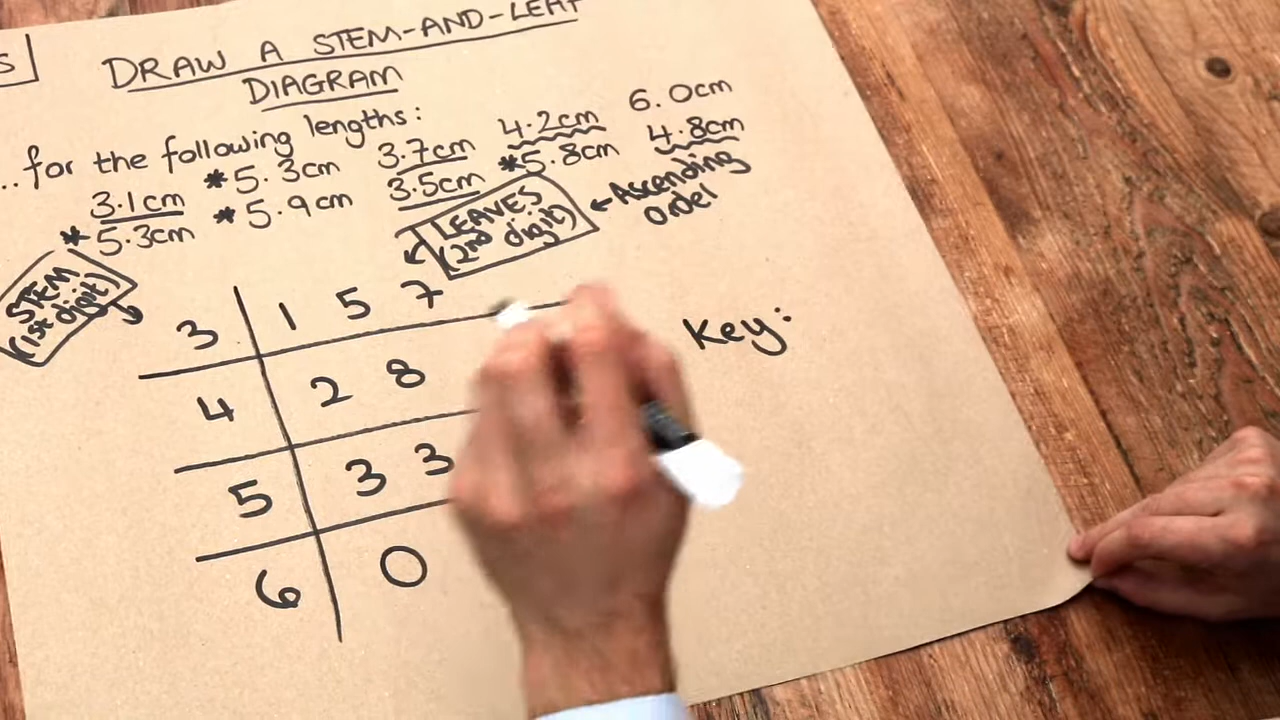 S
DRAW A STEM-AND-LEAF
DIAGRAM
...for the following lengths:
3.1cm *5.3cm 3.7cm 4.2cm 6.0cm
*5.3cm *5.9cm 3.5cm *5.8cm 4.8cm
STEM
(1st digit)
LEAVES
(2nd digit)
←Ascending
order
3 1 5 7
4 2 8
5 3 3
6 0
Key: